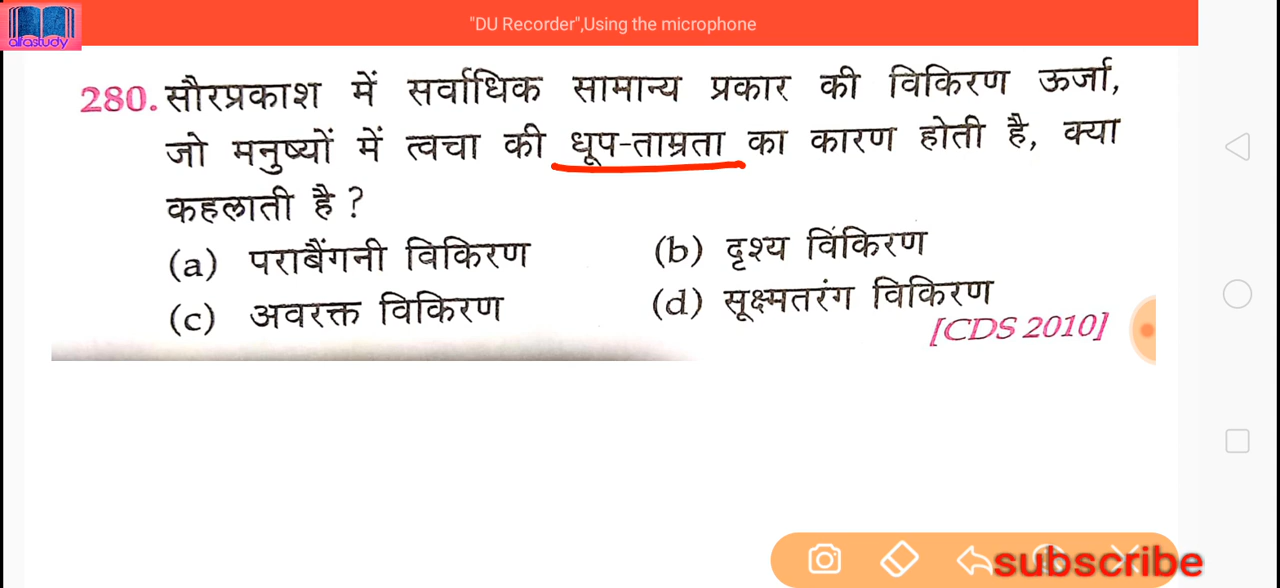 "DU Recorder",Using the microphone
alfastudy
280. सौरप्रकाश में सर्वाधिक सामान्य प्रकार की विकिरण ऊर्जा,
जो मनुष्यों में त्वचा की धूप-ताम्रता का कारण होती है, क्या
कहलाती है ?
(a) पराबैंगनी विकिरण (b) दृश्य विकिरण
(c) अवरक्त विकिरण (d) सूक्ष्मतरंग विकिरण
[CDS 2010]
subscribe